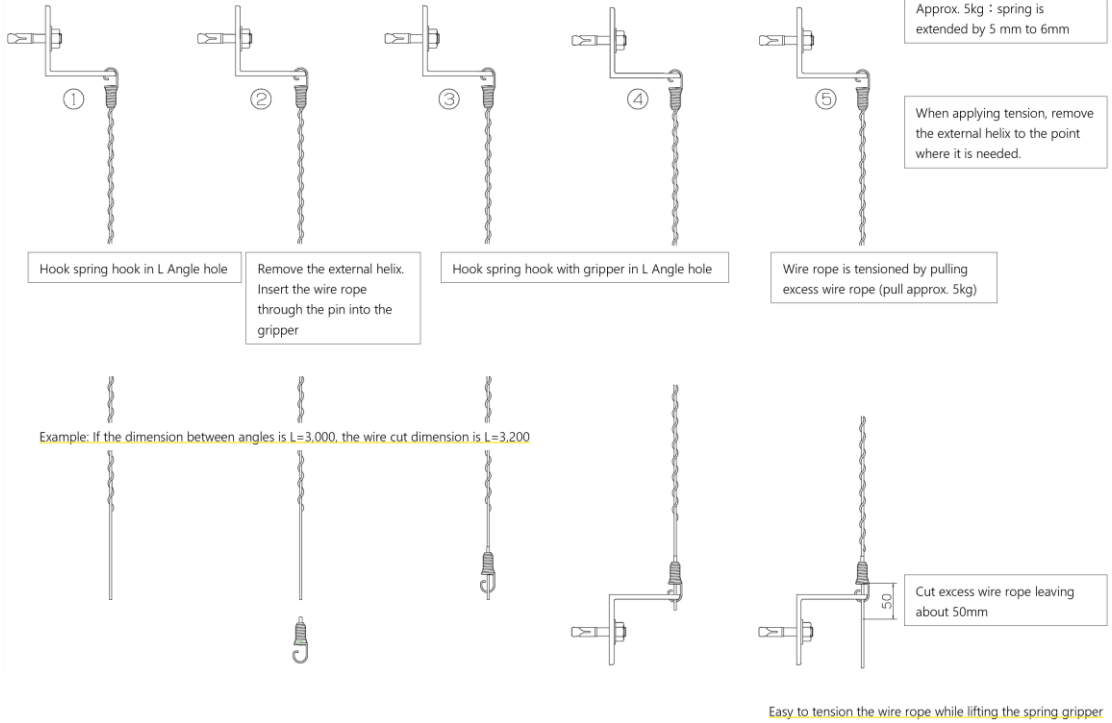 Approx. 5kg：spring is
extended by 5 mm to 6mm
①
②
③
④
⑤
When applying tension, remove
the external helix to the point
where it is needed.
Hook spring hook in L Angle hole
Remove the external helix.
Insert the wire rope
through the pin into the
gripper
Hook spring hook with gripper in L Angle hole
Wire rope is tensioned by pulling
excess wire rope (pull approx. 5kg)
Example: If the dimension between angles is L=3,000, the wire cut dimension is L=3,200
50
Cut excess wire rope leaving
about 50mm
Easy to tension the wire rope while lifting the spring gripper